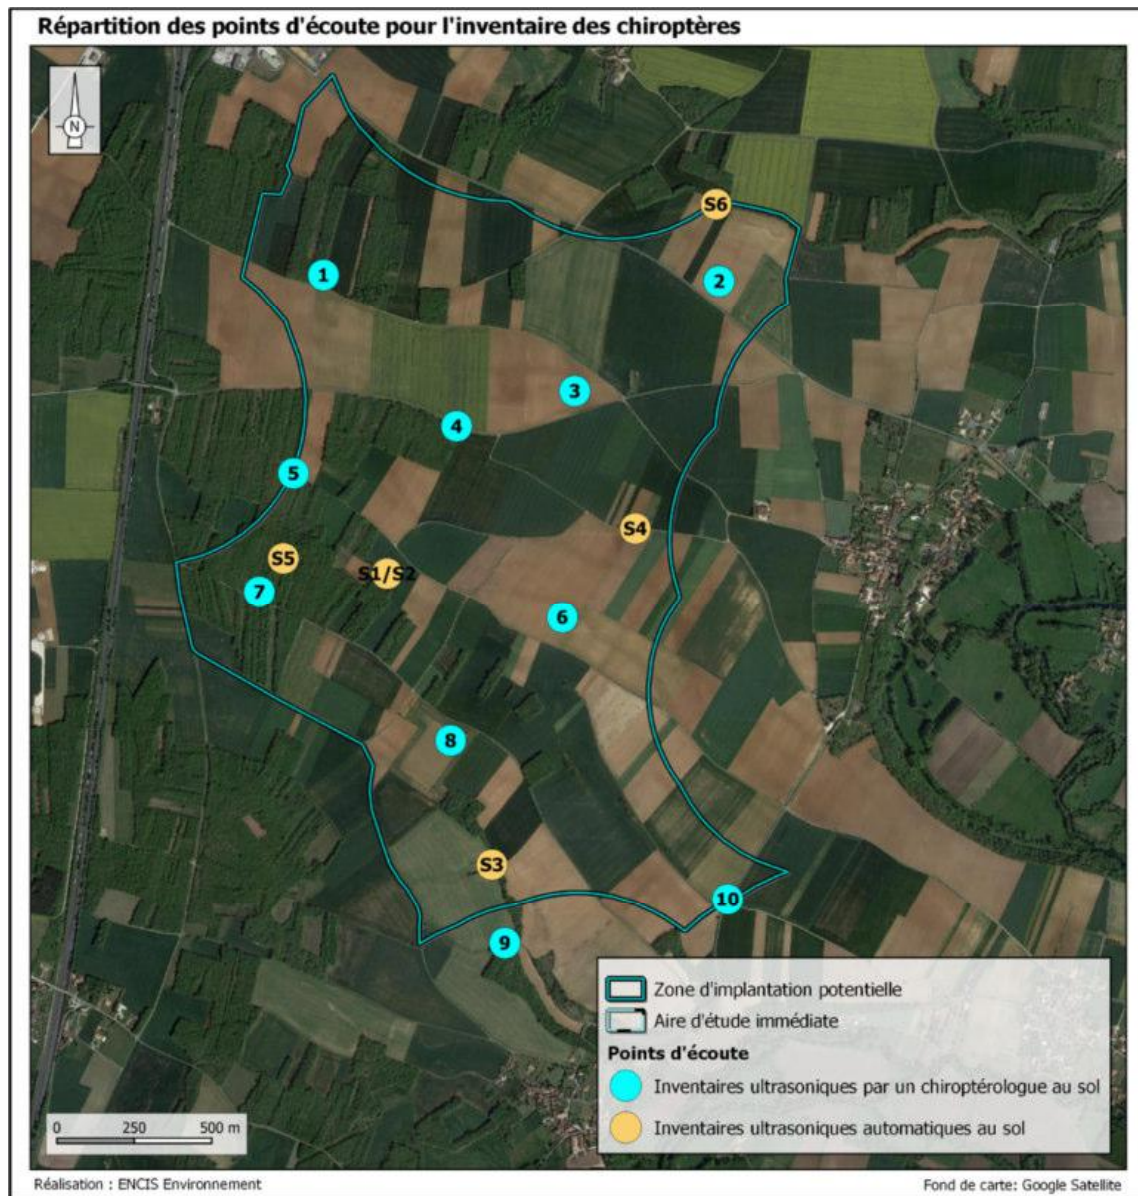 Répartition des points d'écoute pour l'inventaire des chiroptères
N
S6
1
2
3
4
5
S4
S5
S1/S2
7
6
8
S3
10
9
Zone d'implantation potentielle
Aire d'étude immédiate
Points d'écoute
Inventaires ultrasoniques par un chiroptérologue au sol
Inventaires ultrasoniques automatiques au sol
0 250 500 m
Réalisation : ENCIS Environnement
Fond de carte: Google Satellite